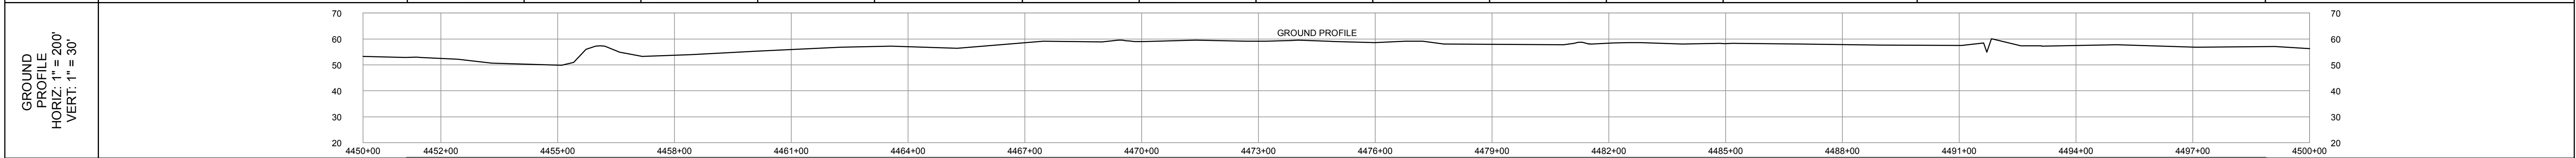 GROUND
PROFILE
HORIZ: 1" = 200'
VERT: 1" = 30'
70 70
GROUND PROFILE
60 60
50 50
40 40
30 30
20 20
4450+00 4452+00 4455+00 4458+00 4461+00 4464+00 4467+00 4470+00 4473+00 4476+00 4479+00 4482+00 4485+00 4488+00 4491+00 4494+00 4497+00 4500+00